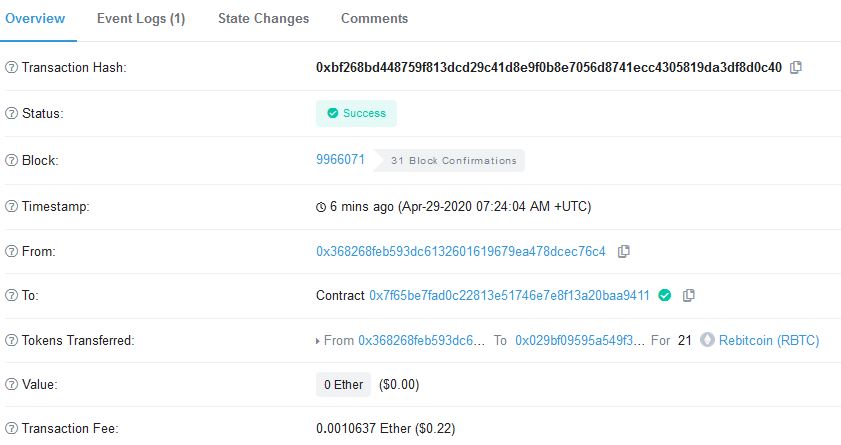 Overview Event Logs (1) State Changes Comments
Transaction Hash: 0xbf268bd448759f813dcd29c41d8e9f0b8e7056d8741ecc4305819da3df8d0c40
Status: Success
Block: 9966071 31 Block Confirmations
Timestamp: 6 mins ago (Apr-29-2020 07:24:04 AM +UTC)
From: 0x368268feb593dc6132601619679ea478dcec76c4
To: Contract 0x7f65be7fad0c22813e51746e7e8f13a20baa9411
Tokens Transferred: From 0x368268feb593dc6... To 0x029bf09595a549f3... For 21 Rebitcoin (RBTC)
Value: 0 Ether ($0.00)
Transaction Fee: 0.0010637 Ether ($0.22)